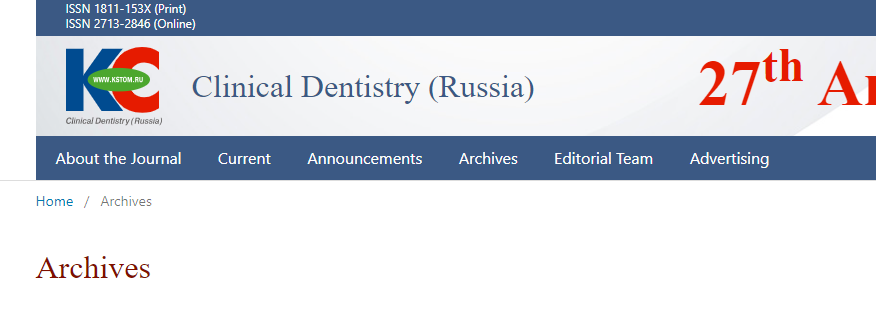 ISSN 1811-153X (Print)
ISSN 2713-2846 (Online)
KC
WWW.KSTOM.RU
Clinical Dentistry (Russia)
Clinical Dentistry (Russia)
27th
About the Journal Current Announcements Archives Editorial Team Advertising
Home / Archives
Archives